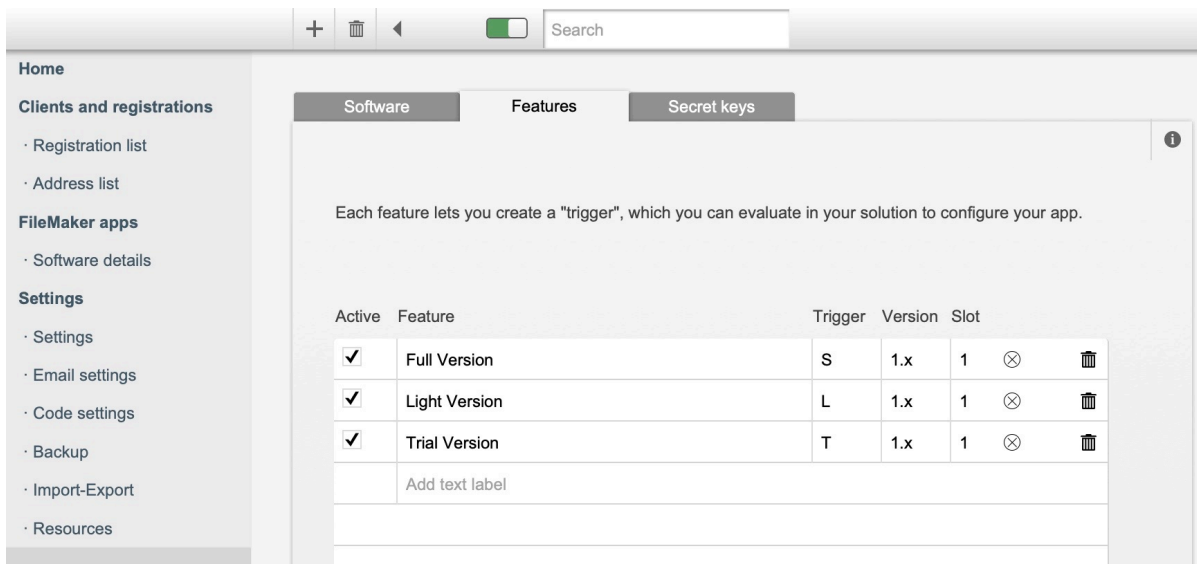 Search
Home
Clients and registrations
· Registration list
· Address list
FileMaker apps
· Software details
Settings
· Settings
· Email settings
· Code settings
· Backup
· Import-Export
· Resources
Software Features Secret keys
Each feature lets you create a "trigger", which you can evaluate in your solution to configure your app.
Active Feature Trigger Version Slot
Full Version S 1.x 1
Light Version L 1.x 1
Trial Version T 1.x 1
Add text label